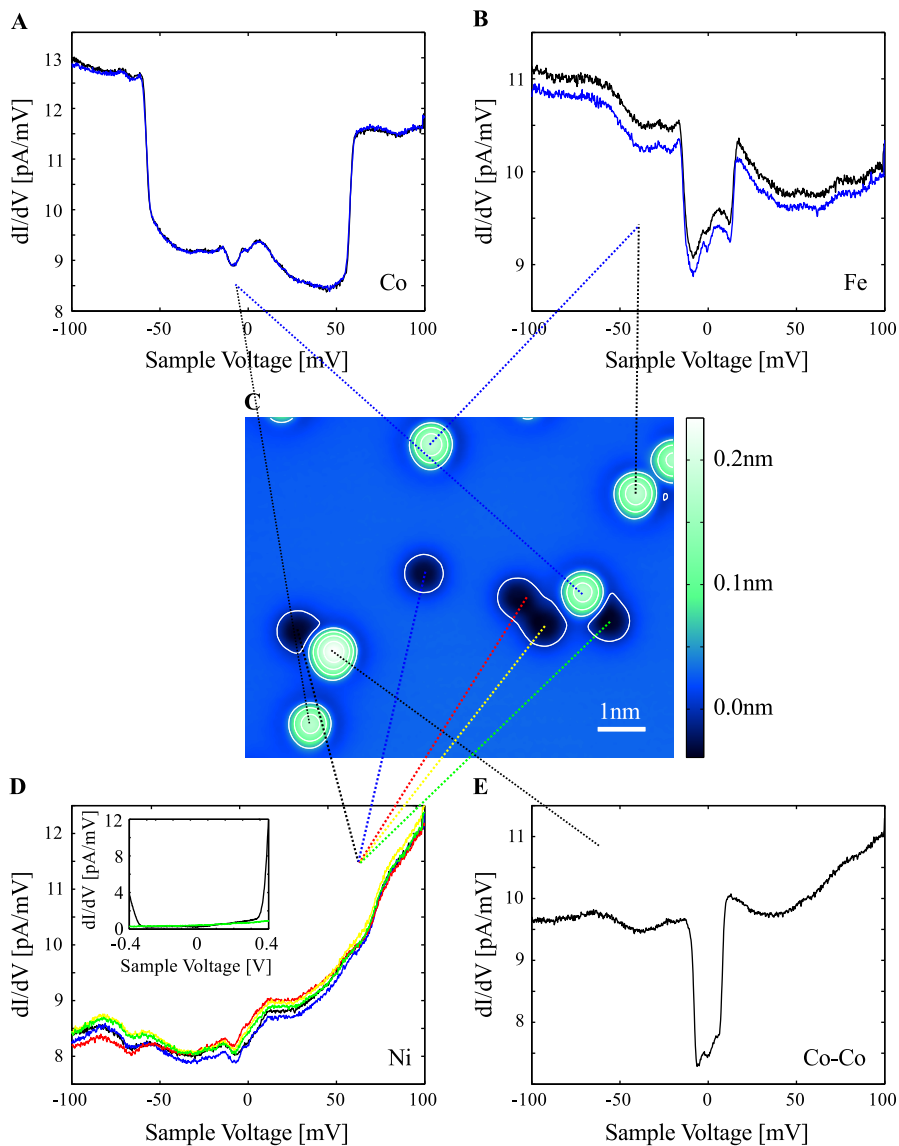 A
13
12
11
10
9
8
dI/dV [pA/mV]
Co
-100
-50
0
50
100
Sample Voltage [mV]
B
11
10
9
dI/dV [pA/mV]
Fe
-100
-50
0
50
100
Sample Voltage [mV]
C
0.2nm
0.1nm
0.0nm
1nm
D
12
11
10
9
8
dI/dV [pA/mV]
12
8
4
0
dI/dV [pA/mV]
-0.4
0
0.4
Sample Voltage [V]
Ni
-100
-50
0
50
100
Sample Voltage [mV]
E
11
10
9
8
dI/dV [pA/mV]
Co-Co
-100
-50
0
50
100
Sample Voltage [mV]